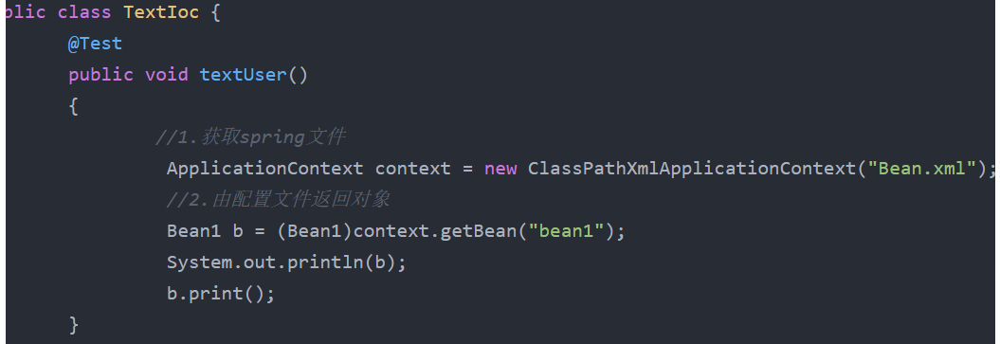 blic class TextIoc {
@Test
public void textUser()
{
//1.获取spring文件
ApplicationContext context = new ClassPathXmlApplicationContext("Bean.xml");
//2.由配置文件返回对象
Bean1 b = (Bean1)context.getBean("bean1");
System.out.println(b);
b.print();
}